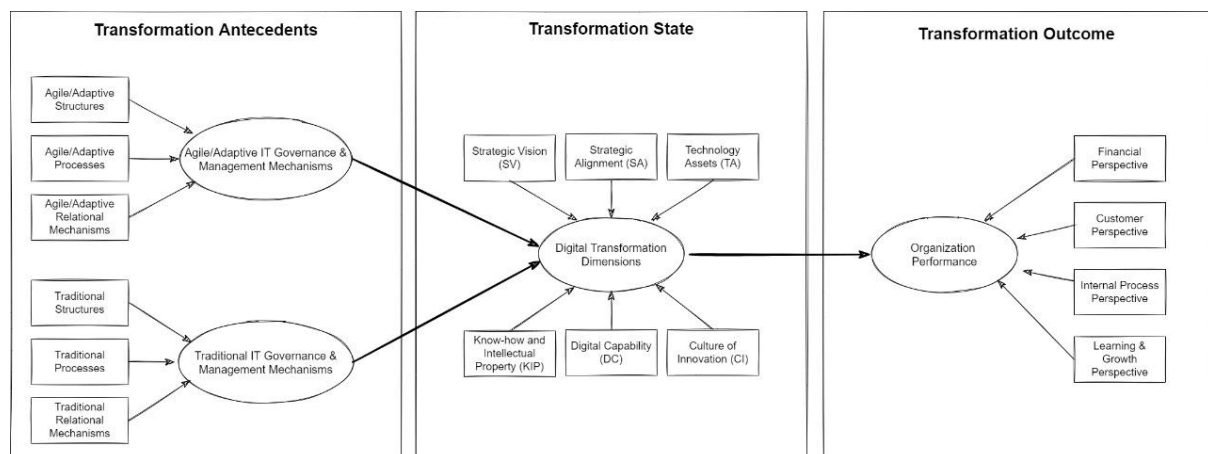 Transformation Antecedents
Agile/Adaptive
Structures
Agile/Adaptive
Processes
Agile/Adaptive
Relational
Mechanisms
Agile/Adaptive IT Governance &
Management Mechanisms
Traditional
Structures
Traditional
Processes
Traditional
Relational
Mechanisms
Traditional IT Governance &
Management Mechanisms
Transformation State
Strategic Vision
(SV)
Strategic
Alignment (SA)
Technology
Assets (TA)
Digital Transformation
Dimensions
Know-how and
Intellectual
Property (KIP)
Digital Capability
(DC)
Culture of
Innovation (CI)
Transformation Outcome
Organization
Performance
Financial
Perspective
Customer
Perspective
Internal Process
Perspective
Learning &
Growth
Perspective